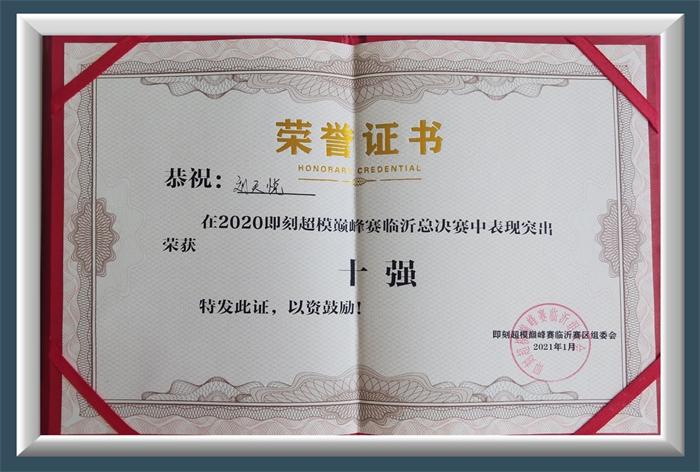 荣誉证书
HONORARY CREDENTIAL
恭祝：刘天悦
在2020即刻超模巅峰赛临沂总决赛中表现突出
荣获
十强
特发此证，以资鼓励！
即刻超模巅峰赛临沂赛区组委会
2021年1月